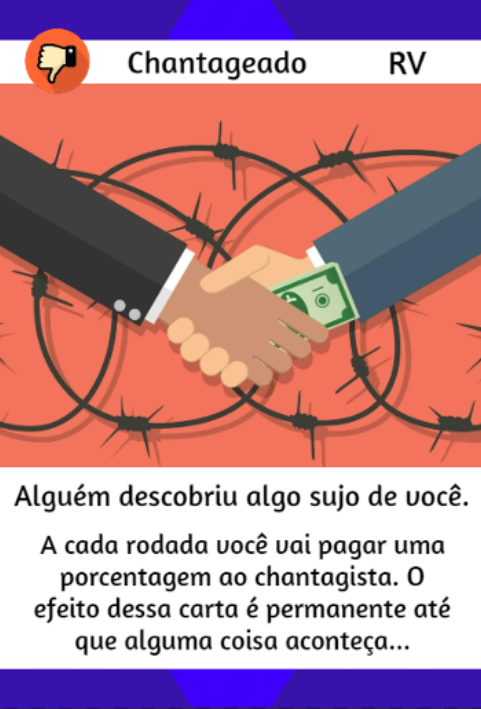 Chantageado RV
Alguém descobriu algo sujo de você.
A cada rodada você vai pagar uma
porcentagem ao chantagista. O
efeito dessa carta é permanente até
que alguma coisa aconteça...